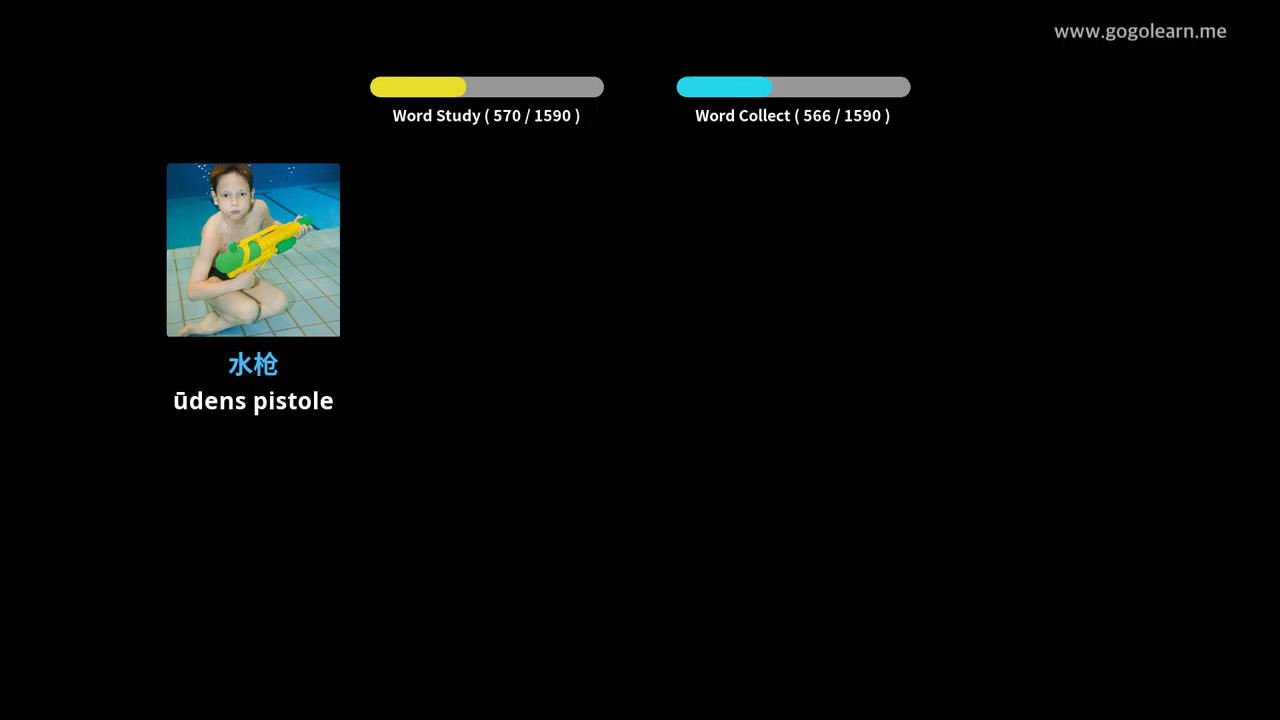 www.gogolearn.me
Word Study ( 570 / 1590 )
Word Collect ( 566 / 1590 )
水枪
ūdens pistole